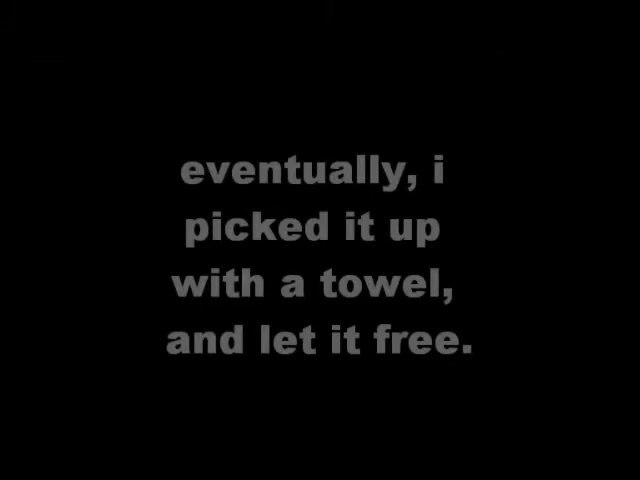 eventually, i
picked it up
with a towel,
and let it free.